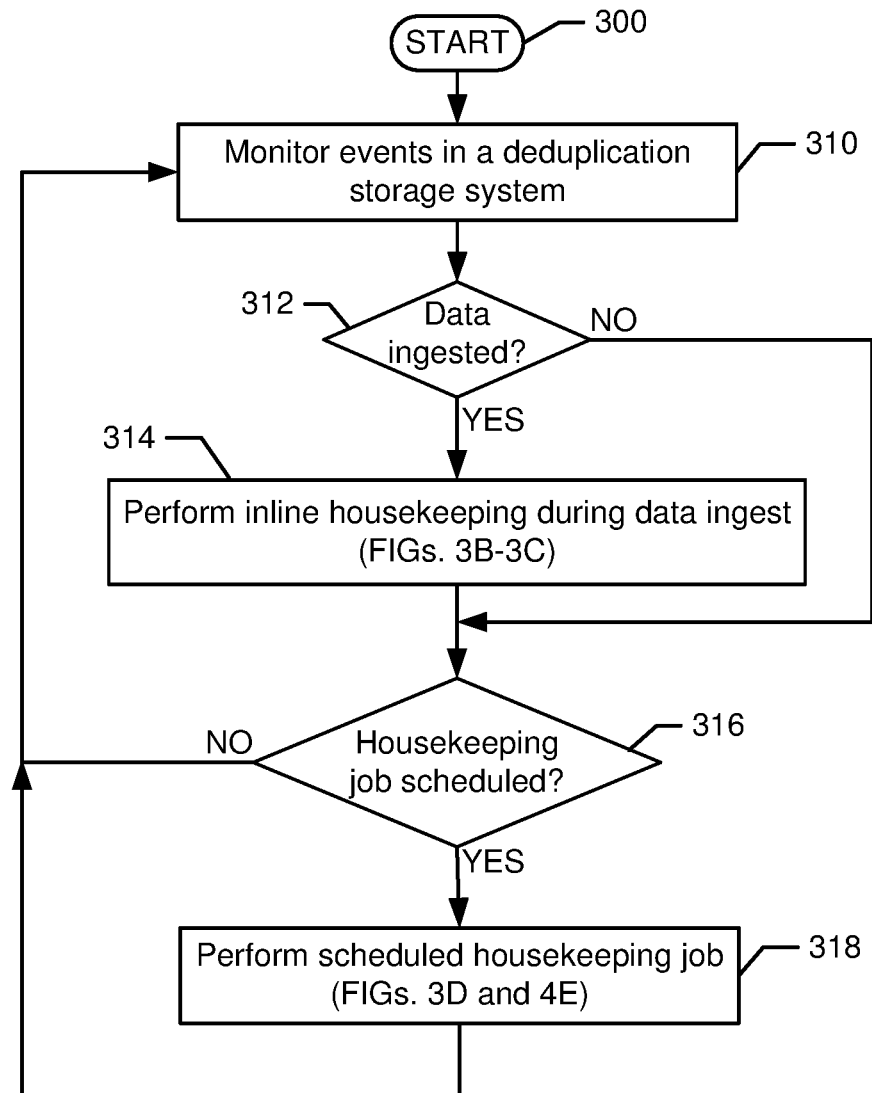 START
300
Monitor events in a deduplication
storage system
310
312
Data
ingested?
NO
YES
314
Perform inline housekeeping during data ingest
(FIGs. 3B-3C)
NO
Housekeeping
job scheduled?
316
YES
Perform scheduled housekeeping job
(FIGs. 3D and 4E)
318